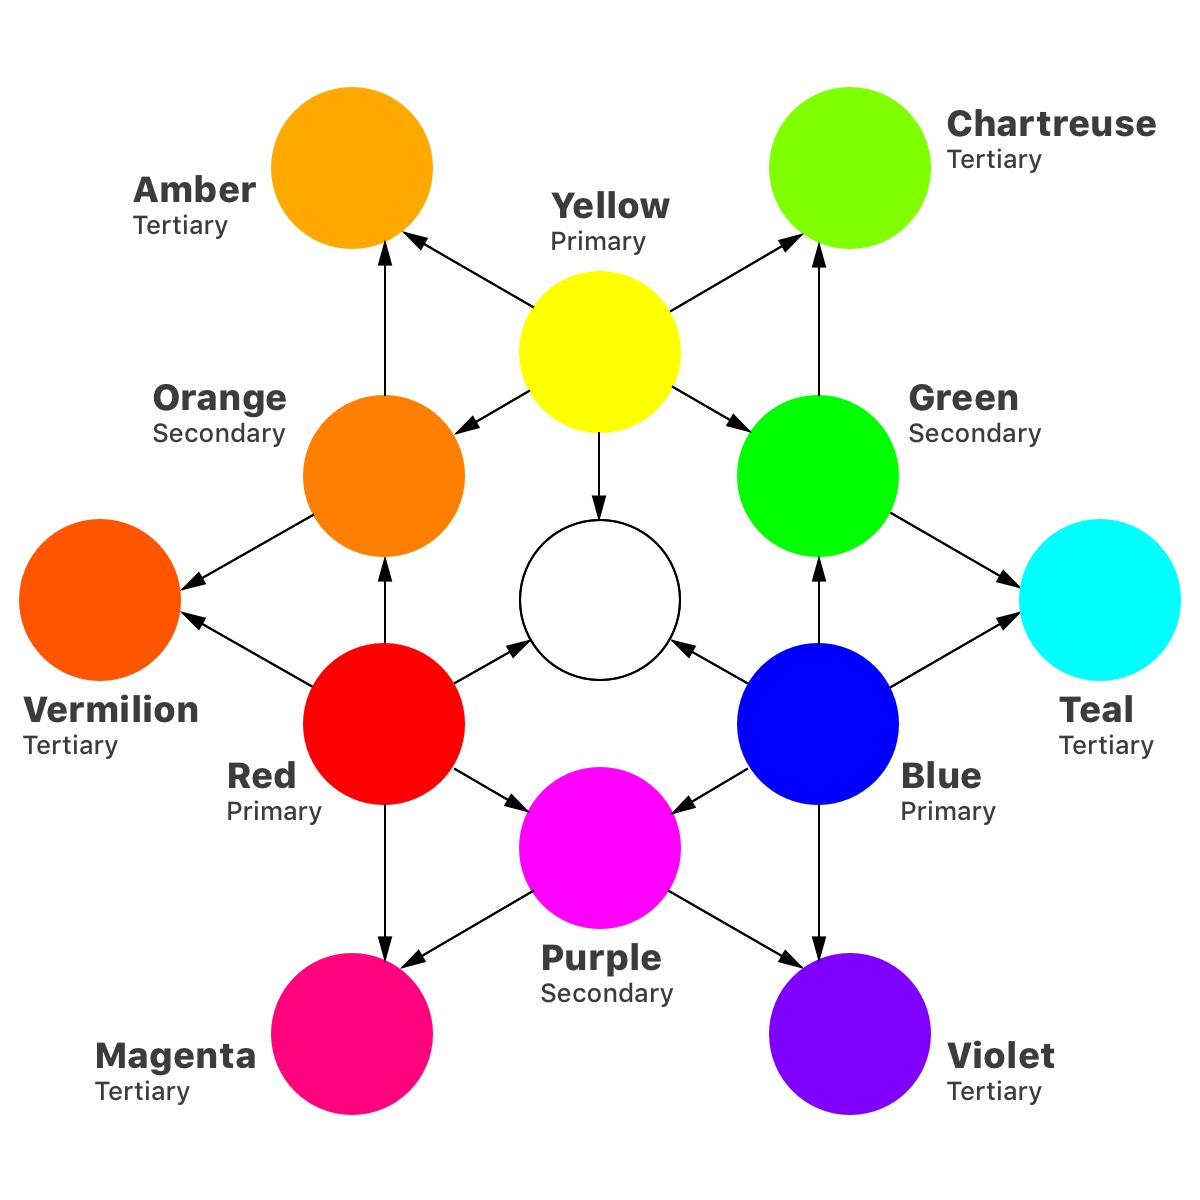 Chartreuse
Tertiary
Amber
Tertiary
Yellow
Primary
Orange
Secondary
Green
Secondary
Vermilion
Tertiary
Teal
Tertiary
Red
Primary
Blue
Primary
Purple
Secondary
Magenta
Tertiary
Violet
Tertiary